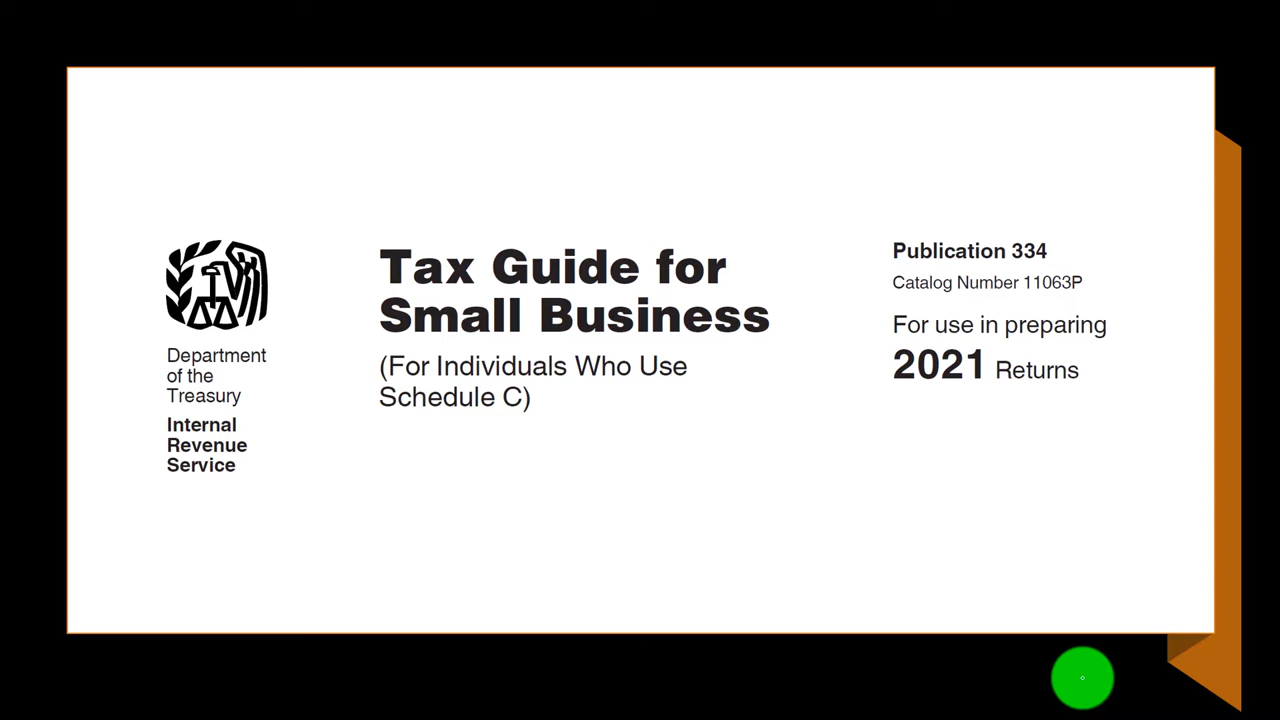 Department
of the
Treasury
Internal
Revenue
Service
Tax Guide for
Small Business
(For Individuals Who Use
Schedule C)
Publication 334
Catalog Number 11063P
For use in preparing
2021 Returns